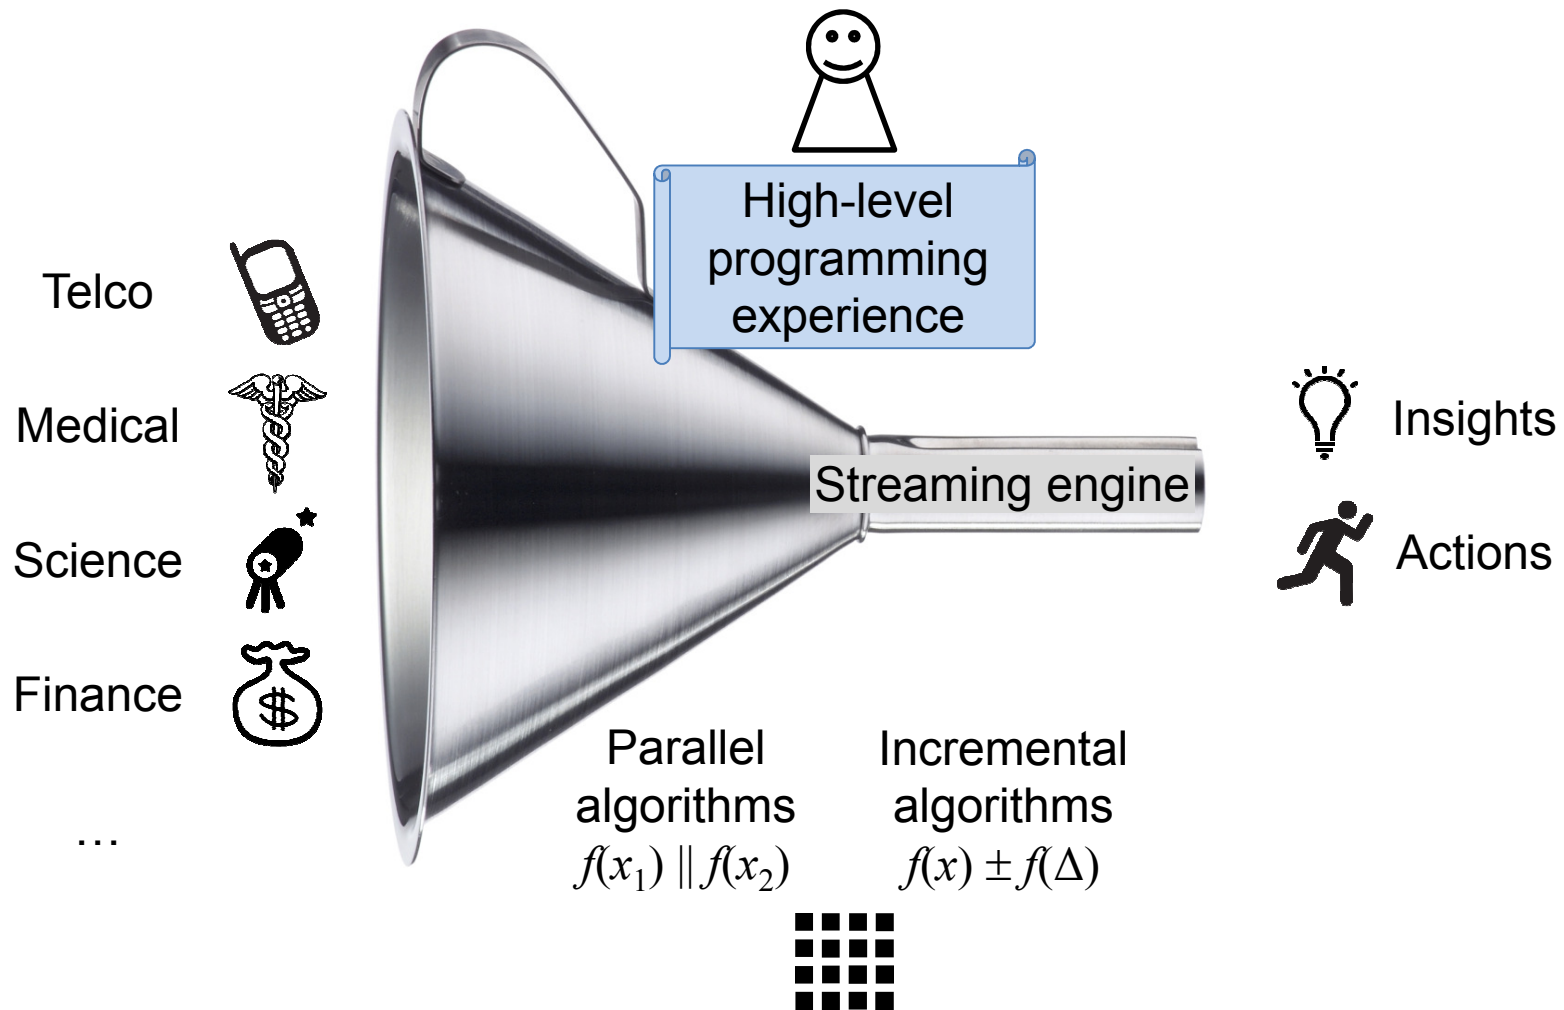 High-level
programming
experience
Telco
Medical
Science
Finance
…
Streaming engine
Insights
Actions
Parallel
algorithms
f(x₁) || f(x₂)
Incremental
algorithms
f(x) ± f(Δ)
$